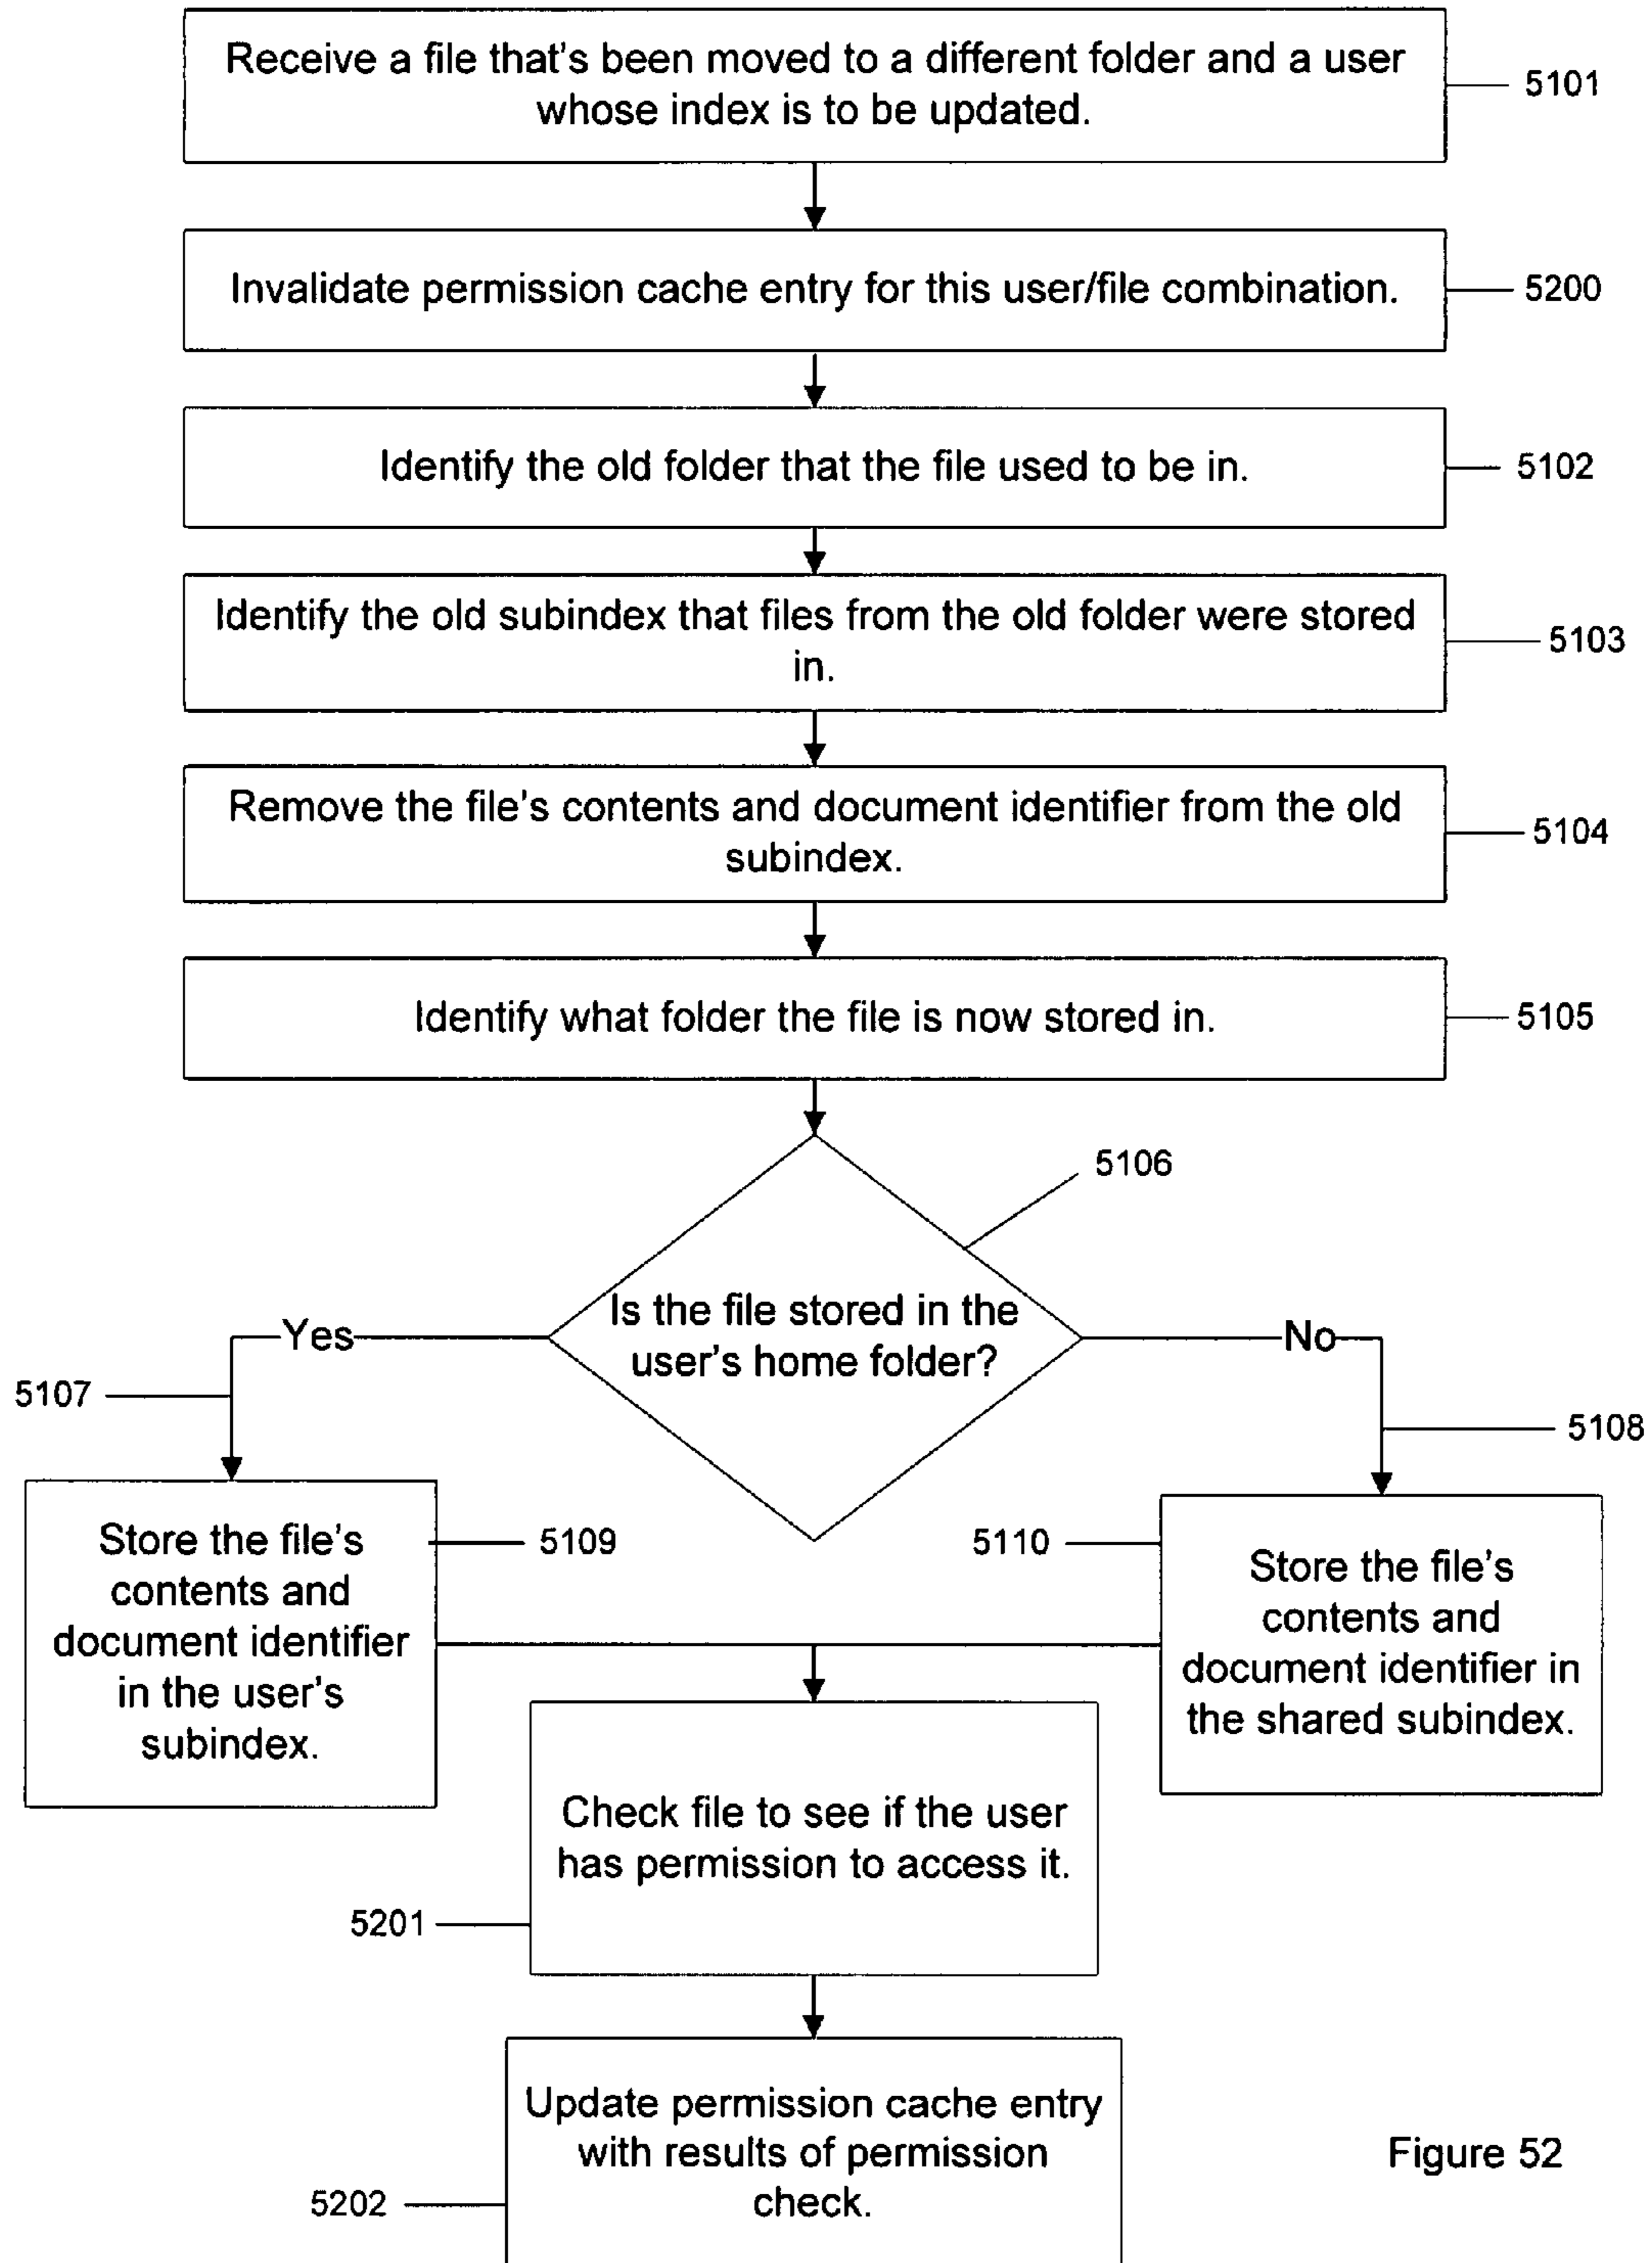 Receive a file that's been moved to a different folder and a user
whose index is to be updated.
5101
Invalidate permission cache entry for this user/file combination.
5200
Identify the old folder that the file used to be in.
5102
Identify the old subindex that files from the old folder were stored
in.
5103
Remove the file's contents and document identifier from the old
subindex.
5104
Identify what folder the file is now stored in.
5105
5106
Is the file stored in the
user's home folder?
Yes
No
5107
5108
Store the file's
contents and
document identifier
in the user's
subindex.
5109
5110
Store the file's
contents and
document identifier in
the shared subindex.
Check file to see if the user
has permission to access it.
5201
Update permission cache entry
with results of permission
check.
5202
Figure 52